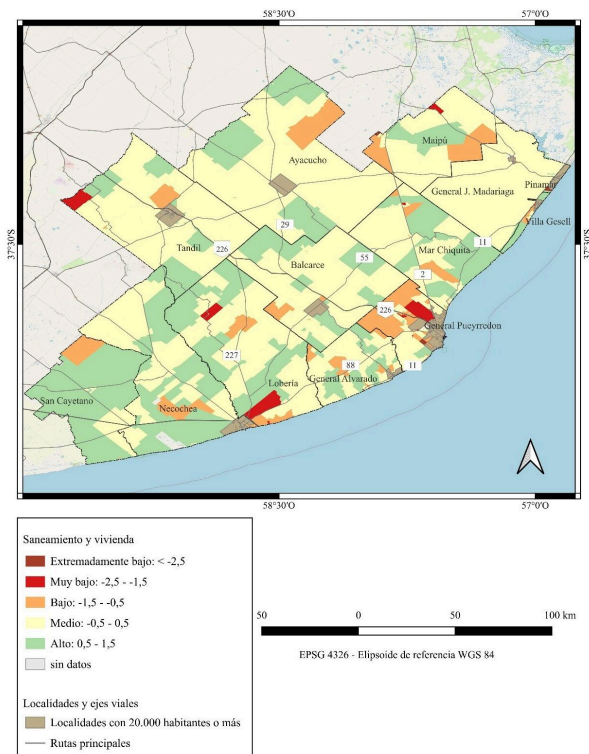 58°30'O
57°0'O
37°30'S
37°30'S
Maipú
Ayacucho
General J. Madariaga
Pinamar
Villa Gesell
29
11
Tandil
226
Mar Chiquita
Balcarce
55
2
226
General Pueyrredon
227
88
11
General Alvarado
Lobería
San Cayetano
Necochea
58°30'O
57°0'O
Saneamiento y vivienda
Extremadamente bajo: < -2,5
Muy bajo: -2,5 - -1,5
Bajo: -1,5 - -0,5
Medio: -0,5 - 0,5
Alto: 0,5 - 1,5
sin datos
Localidades y ejes viales
Localidades con 20.000 habitantes o más
Rutas principales
50 0 50 100 km
EPSG 4326 - Elipsoide de referencia WGS 84